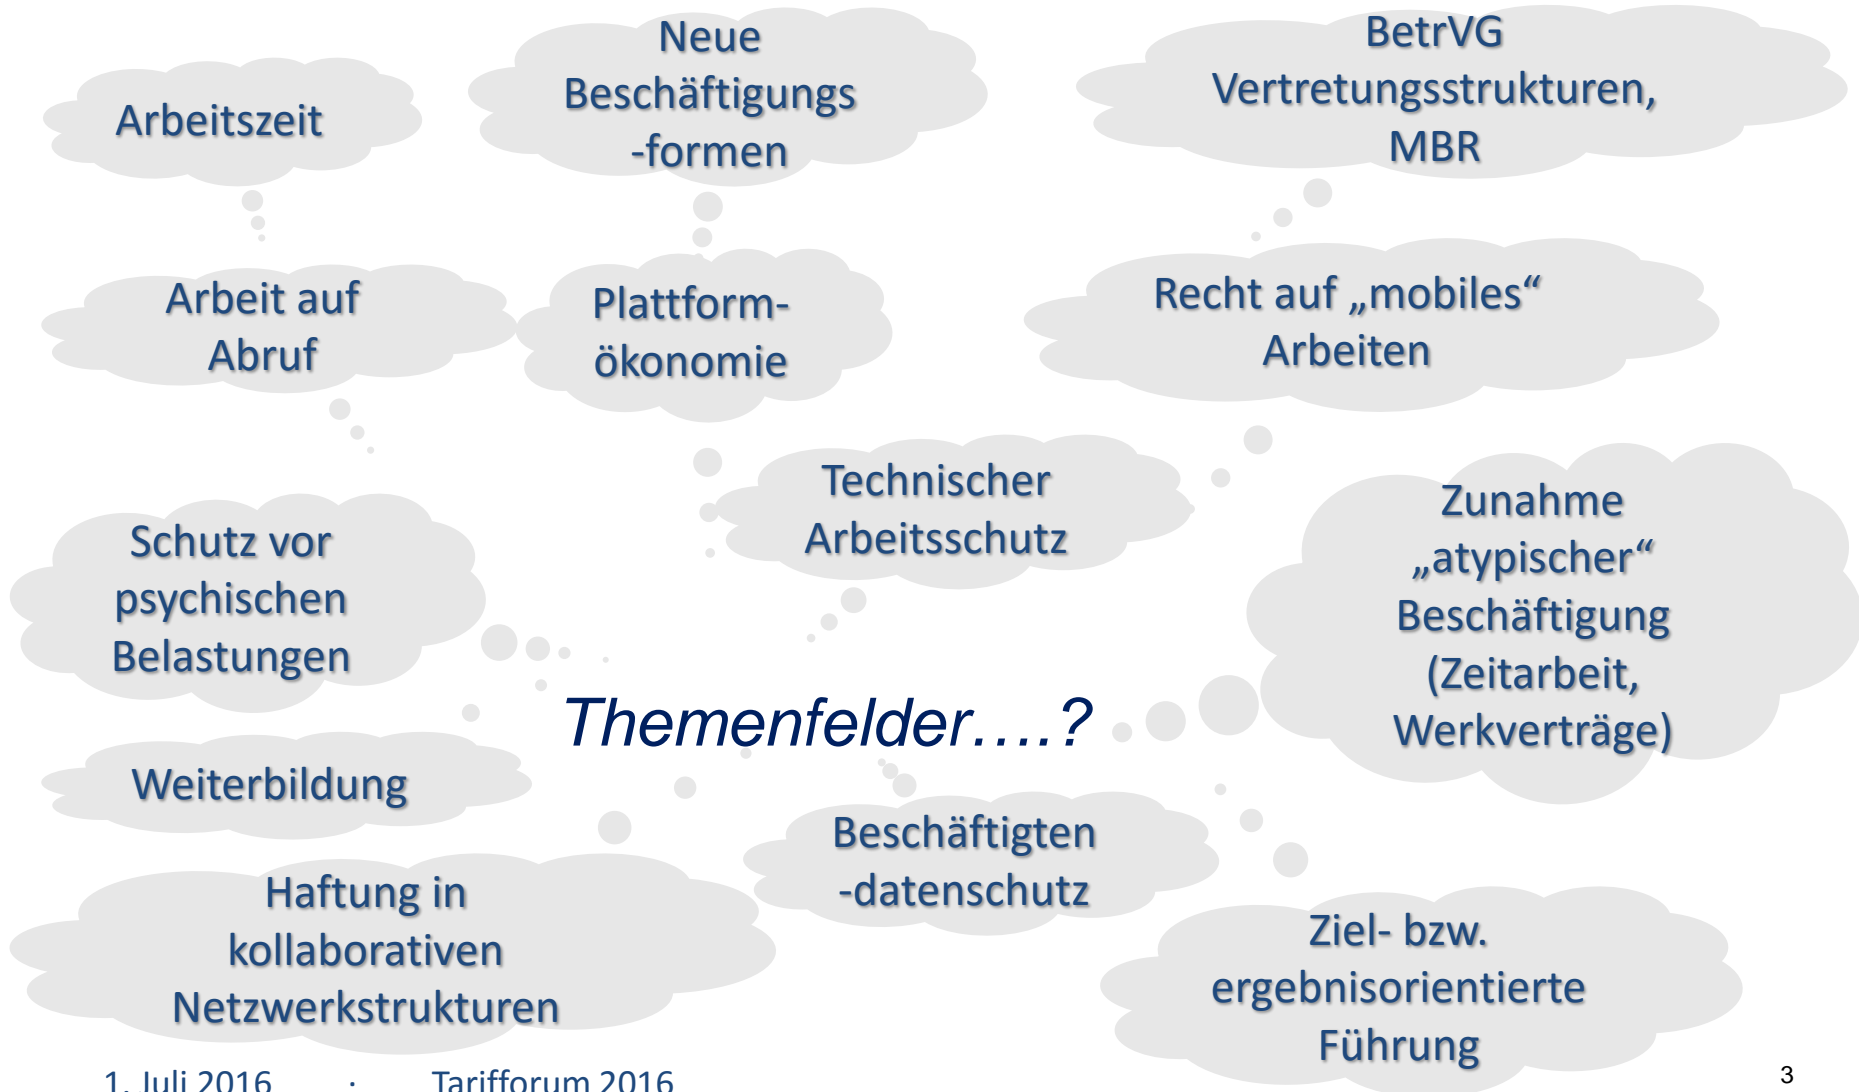 Arbeitszeit
Neue
Beschäftigungs
-formen
BetrVG
Vertretungsstrukturen,
MBR
Arbeit auf
Abruf
Plattform-
ökonomie
Recht auf „mobiles“
Arbeiten
Technischer
Arbeitsschutz
Schutz vor
psychischen
Belastungen
Zunahme
„atypischer“
Beschäftigung
(Zeitarbeit,
Werkverträge)
Themenfelder….?
Weiterbildung
Beschäftigten
-datenschutz
Haftung in
kollaborativen
Netzwerkstrukturen
Ziel- bzw.
ergebnisorientierte
Führung
1. Juli 2016 · Tarifforum 2016
3